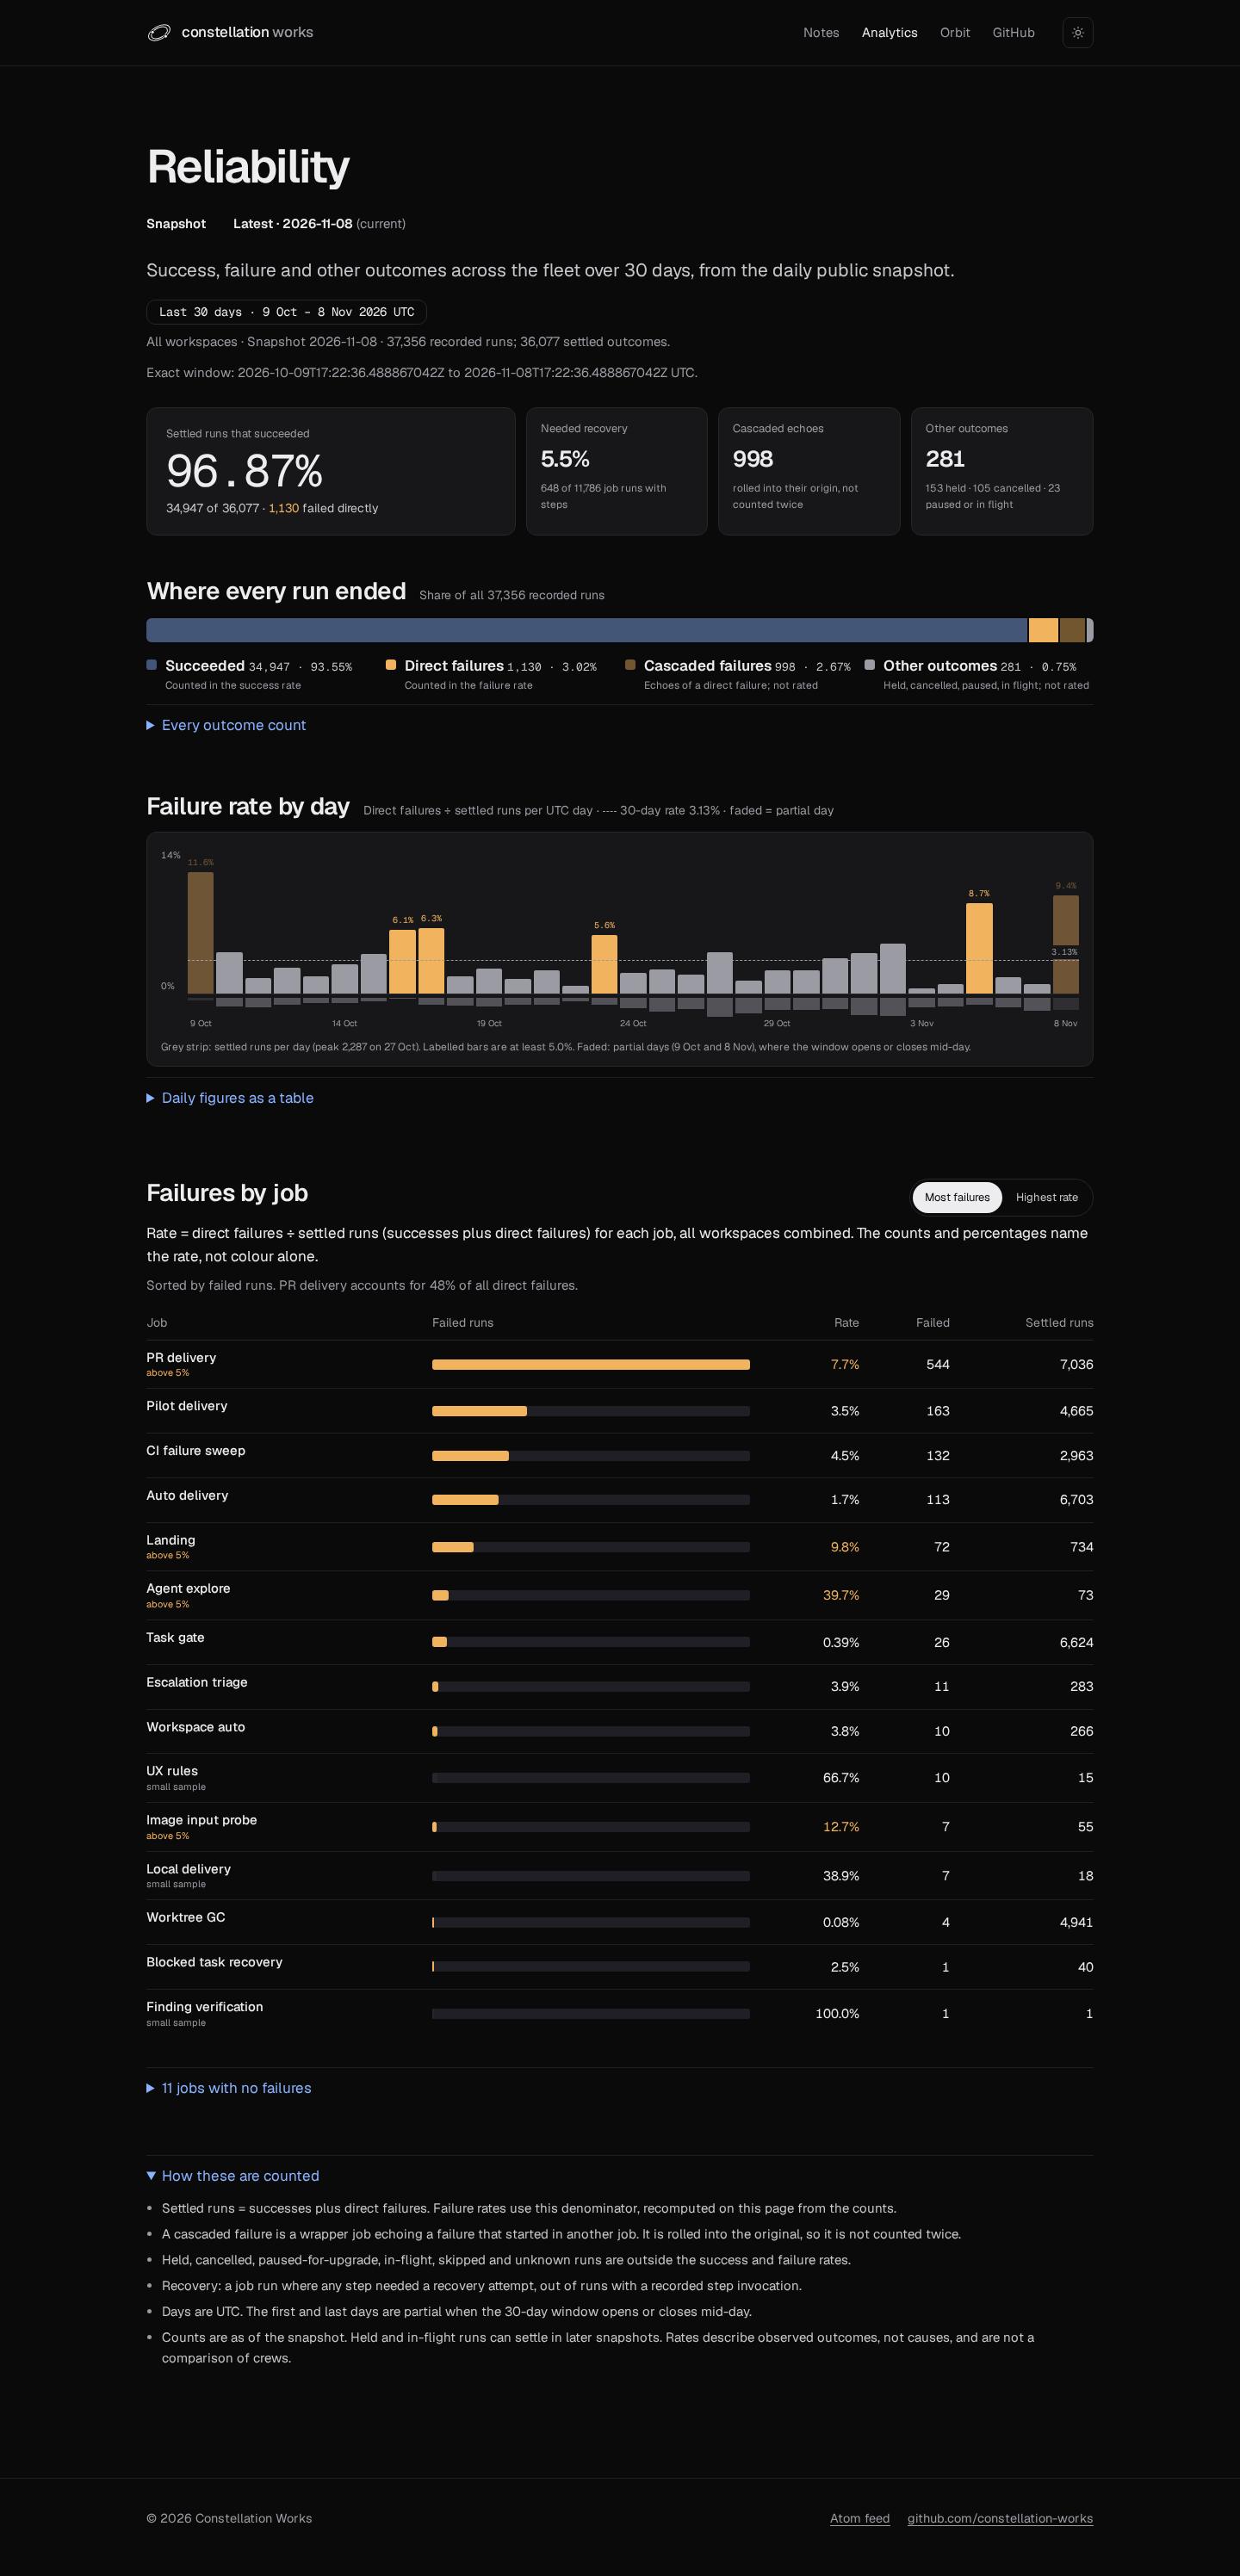 constellation works
Notes Analytics Orbit GitHub
Reliability
Snapshot Latest · 2026-11-08 (current)
Success, failure and other outcomes across the fleet over 30 days, from the daily public snapshot.
Last 30 days · 9 Oct – 8 Nov 2026 UTC
All workspaces · Snapshot 2026-11-08 · 37,356 recorded runs; 36,077 settled outcomes.
Exact window: 2026-10-09T17:22:36.488867042Z to 2026-11-08T17:22:36.488867042Z UTC.
Settled runs that succeeded
96.87%
34,947 of 36,077 · 1,130 failed directly
Needed recovery
5.5%
648 of 11,786 job runs with
steps
Cascaded echoes
998
rolled into their origin, not
counted twice
Other outcomes
281
153 held · 105 cancelled · 23
paused or in flight
Where every run ended Share of all 37,356 recorded runs
Succeeded 34,947 · 93.55%
Counted in the success rate
Direct failures 1,130 · 3.02%
Counted in the failure rate
Cascaded failures 998 · 2.67%
Echoes of a direct failure; not rated
Other outcomes 281 · 0.75%
Held, cancelled, paused, in flight; not rated
Every outcome count
Failure rate by day Direct failures ÷ settled runs per UTC day · ---- 30-day rate 3.13% · faded = partial day
14%
11.6%
6.1% 6.3%
5.6%
8.7%
9.4%
3.13%
0%
9 Oct 14 Oct 19 Oct 24 Oct 29 Oct 3 Nov 8 Nov
Grey strip: settled runs per day (peak 2,287 on 27 Oct). Labelled bars are at least 5.0%. Faded: partial days (9 Oct and 8 Nov), where the window opens or closes mid-day.
Daily figures as a table
Failures by job
Most failures Highest rate
Rate = direct failures ÷ settled runs (successes plus direct failures) for each job, all workspaces combined. The counts and percentages name
the rate, not colour alone.
Sorted by failed runs. PR delivery accounts for 48% of all direct failures.
Job Failed runs Rate Failed Settled runs
PR delivery 7.7% 544 7,036
above 5%
Pilot delivery 3.5% 163 4,665
CI failure sweep 4.5% 132 2,963
Auto delivery 1.7% 113 6,703
Landing 9.8% 72 734
above 5%
Agent explore 39.7% 29 73
above 5%
Task gate 0.39% 26 6,624
Escalation triage 3.9% 11 283
Workspace auto 3.8% 10 266
UX rules 66.7% 10 15
small sample
Image input probe 12.7% 7 55
above 5%
Local delivery 38.9% 7 18
small sample
Worktree GC 0.08% 4 4,941
Blocked task recovery 2.5% 1 40
Finding verification 100.0% 1 1
small sample
11 jobs with no failures
How these are counted
Settled runs = successes plus direct failures. Failure rates use this denominator, recomputed on this page from the counts.
A cascaded failure is a wrapper job echoing a failure that started in another job. It is rolled into the original, so it is not counted twice.
Held, cancelled, paused-for-upgrade, in-flight, skipped and unknown runs are outside the success and failure rates.
Recovery: a job run where any step needed a recovery attempt, out of runs with a recorded step invocation.
Days are UTC. The first and last days are partial when the 30-day window opens or closes mid-day.
Counts are as of the snapshot. Held and in-flight runs can settle in later snapshots. Rates describe observed outcomes, not causes, and are not a
comparison of crews.
© 2026 Constellation Works
Atom feed github.com/constellation-works